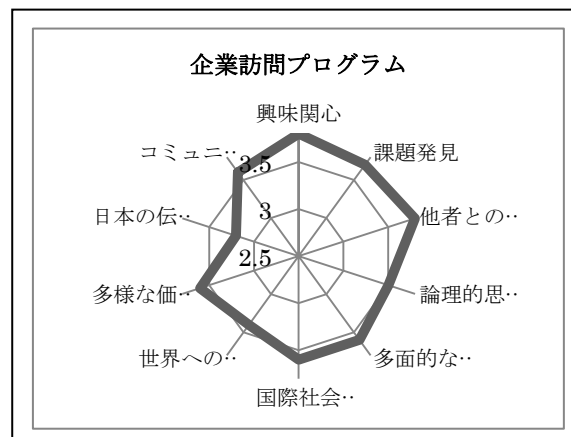 企業訪問プログラム
興味関心
コミュニ‥
課題発見
3.5
日本の伝‥
3
他者との‥
2.5
多様な価‥
論理的思‥
世界への‥
多面的な‥
国際社会‥